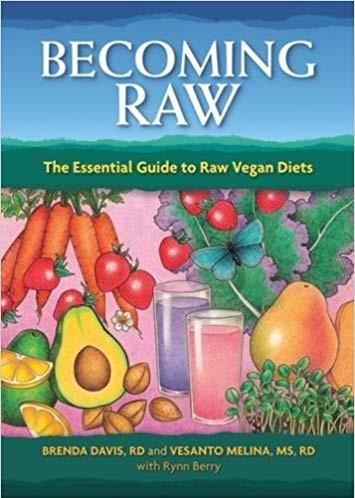 BECOMING
RAW
The Essential Guide to Raw Vegan Diets
BRENDA DAVIS, RD and VESANTO MELINA, MS, RD
with Rynn Berry